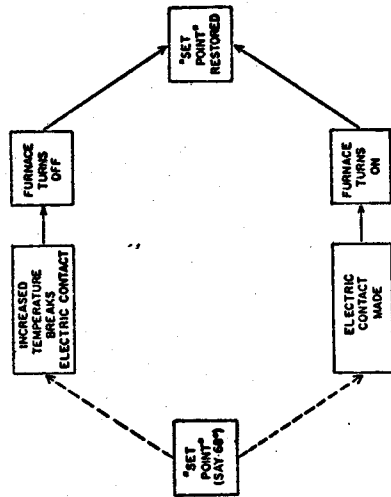 "SET
POINT"
(SAY 68°)
INCREASED
TEMPERATURE
BREAKS
ELECTRIC CONTACT
FURNACE
TURNS
OFF
"SET
POINT"
RESTORED
ELECTRIC
CONTACT
MADE
FURNACE
TURNS
ON